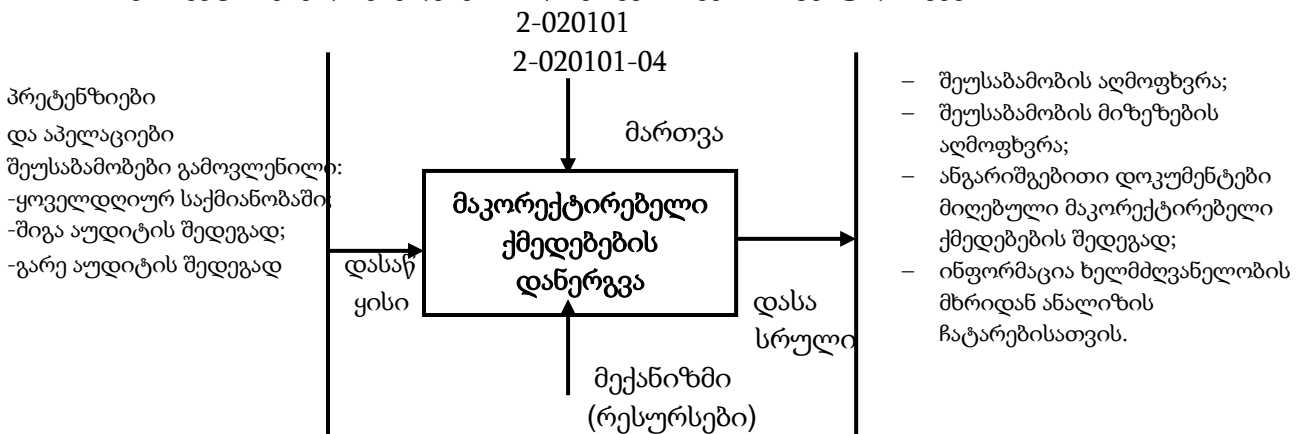 2-020101
2-020101-04
პრეტენზიები
და აპელაციები
შეუსაბამობები გამოვლენილი:
-ყოველდღიურ საქმიანობაში;
-შიგა აუდიტის შედეგად;
-გარე აუდიტის შედეგად
მართვა
დასაწ
ყისი
მაკორექტირებელი
ქმედებების
დანერგვა
დასა
სრული
მექანიზმი
(რესურსები)
– შეუსაბამობის აღმოფხვრა;
– შეუსაბამობის მიზეზების
აღმოფხვრა;
– ანგარიშგებითი დოკუმენტები
მიღებული მაკორექტირებელი
ქმედებების შედეგად;
– ინფორმაცია ხელმძღვანელობის
მხრიდან ანალიზის
ჩატარებისათვის.